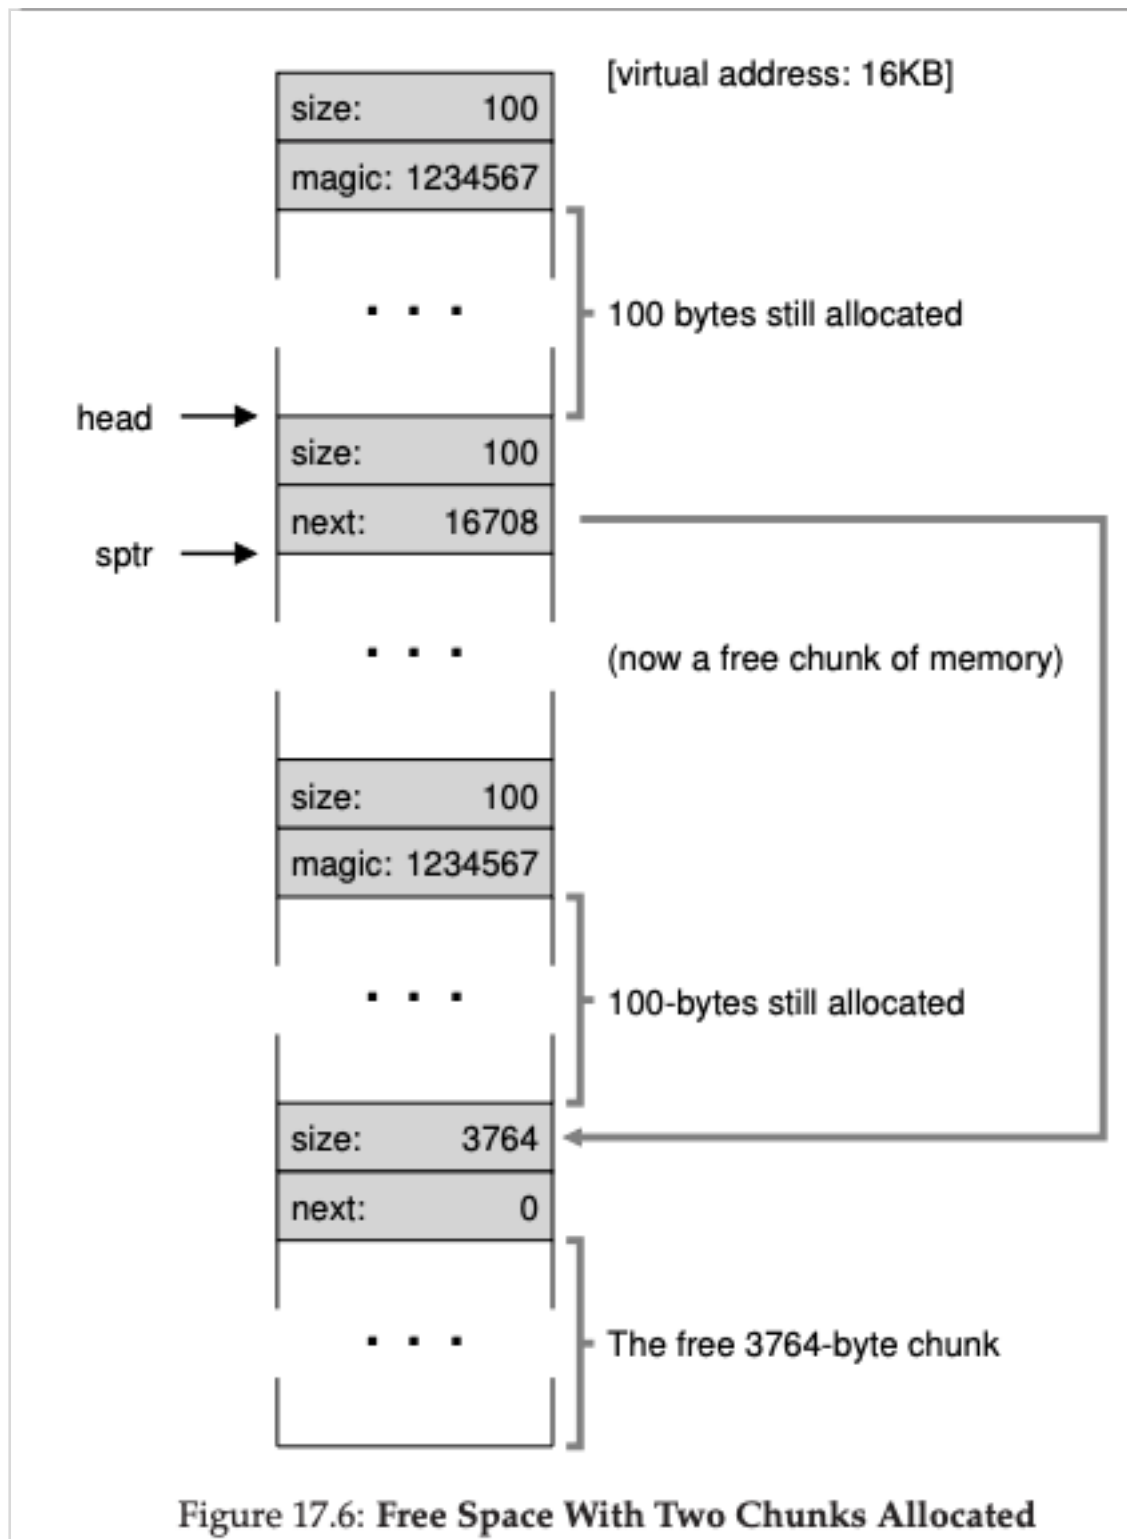 [virtual address: 16KB]
size: 100
magic: 1234567
. . .
100 bytes still allocated
head
size: 100
next: 16708
sptr
. . .
(now a free chunk of memory)
size: 100
magic: 1234567
. . .
100-bytes still allocated
size: 3764
next: 0
. . .
The free 3764-byte chunk
Figure 17.6: Free Space With Two Chunks Allocated